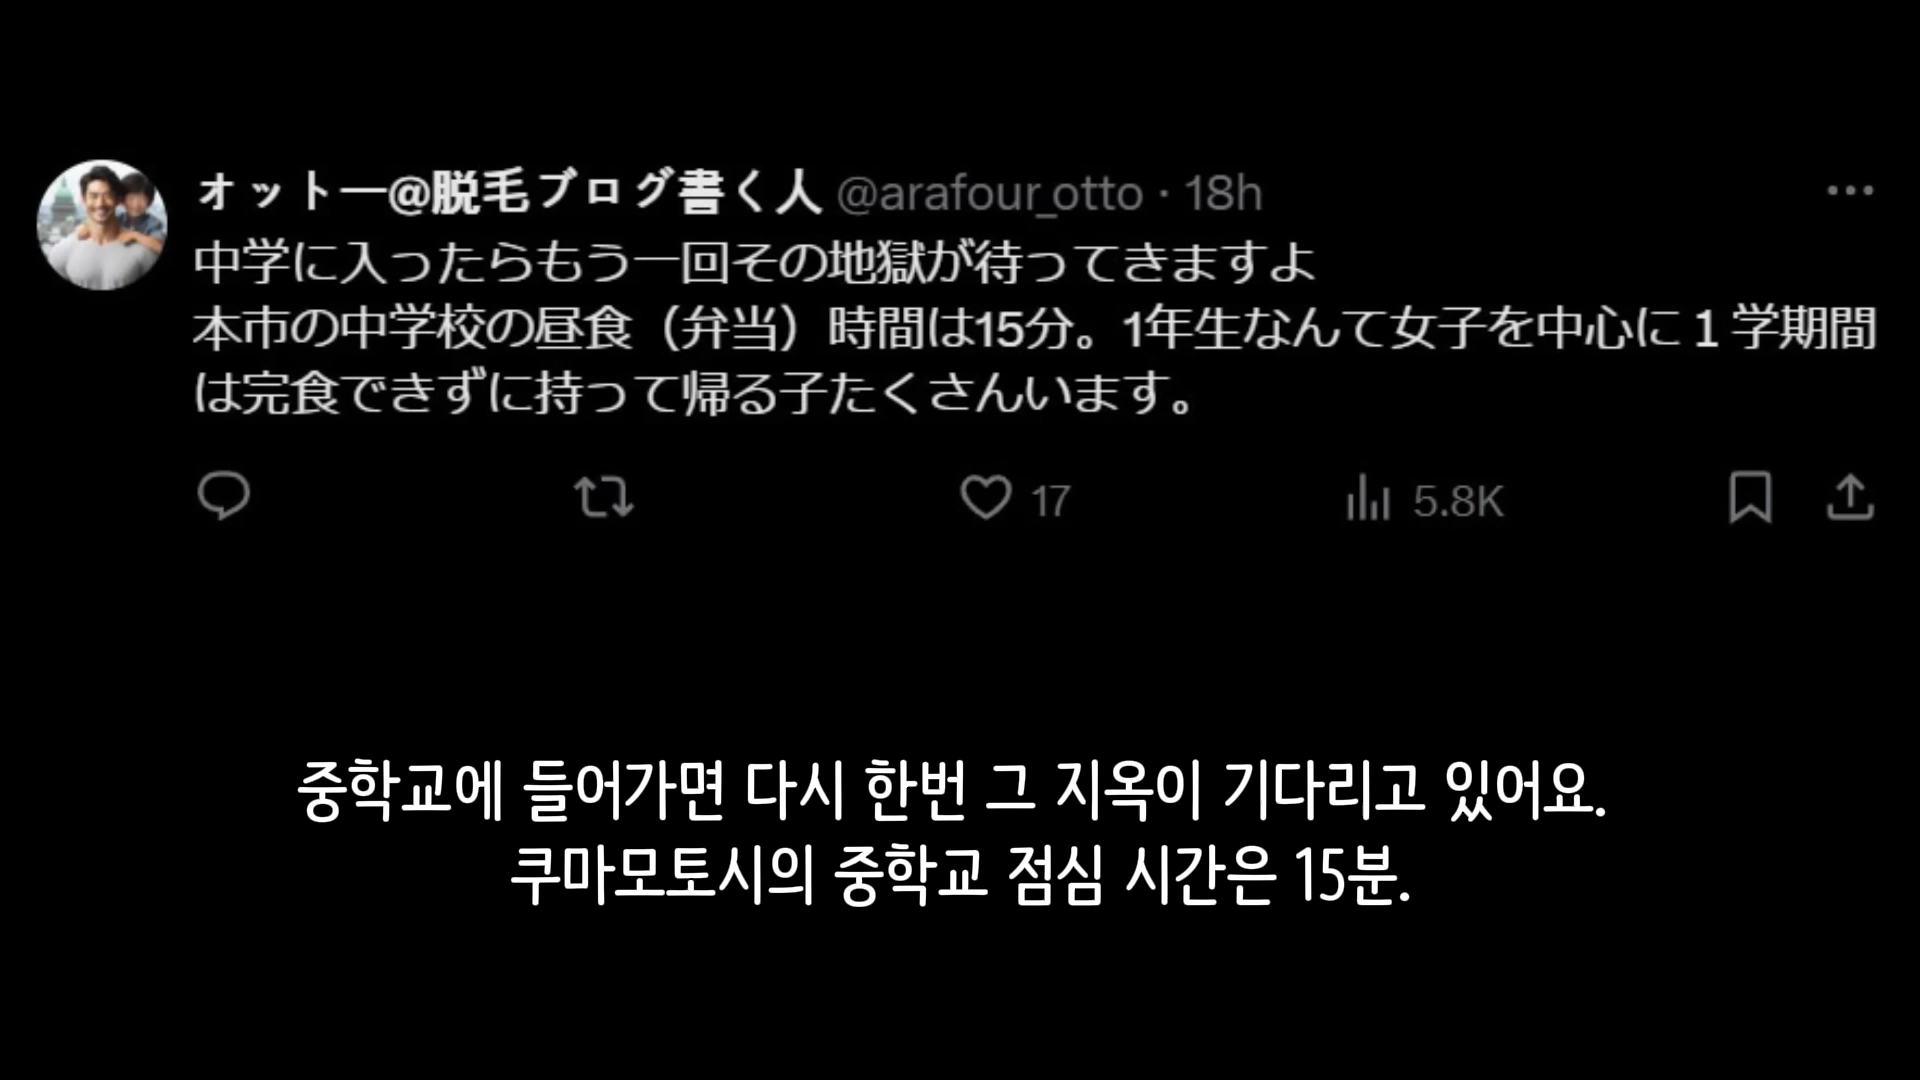 オットー@脱毛ブログ書く人 @arafour_otto · 18h
中学に入ったらもう一回その地獄が待ってきますよ
本市の中学校の昼食（弁当）時間は15分。1年生なんて女子を中心に１学期間
は完食できずに持って帰る子たくさんいます。
17 5.8K
중학교에 들어가면 다시 한번 그 지옥이 기다리고 있어요.
쿠마모토시의 중학교 점심 시간은 15분.